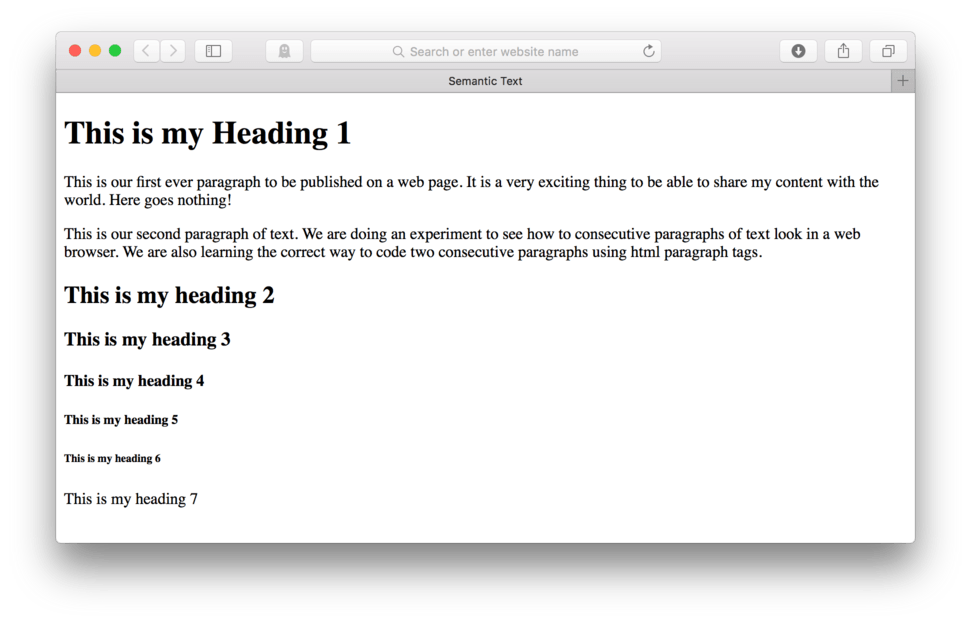 Search or enter website name
Semantic Text
This is my Heading 1
This is our first ever paragraph to be published on a web page. It is a very exciting thing to be able to share my content with the
world. Here goes nothing!
This is our second paragraph of text. We are doing an experiment to see how to consecutive paragraphs of text look in a web
browser. We are also learning the correct way to code two consecutive paragraphs using html paragraph tags.
This is my heading 2
This is my heading 3
This is my heading 4
This is my heading 5
This is my heading 6
This is my heading 7